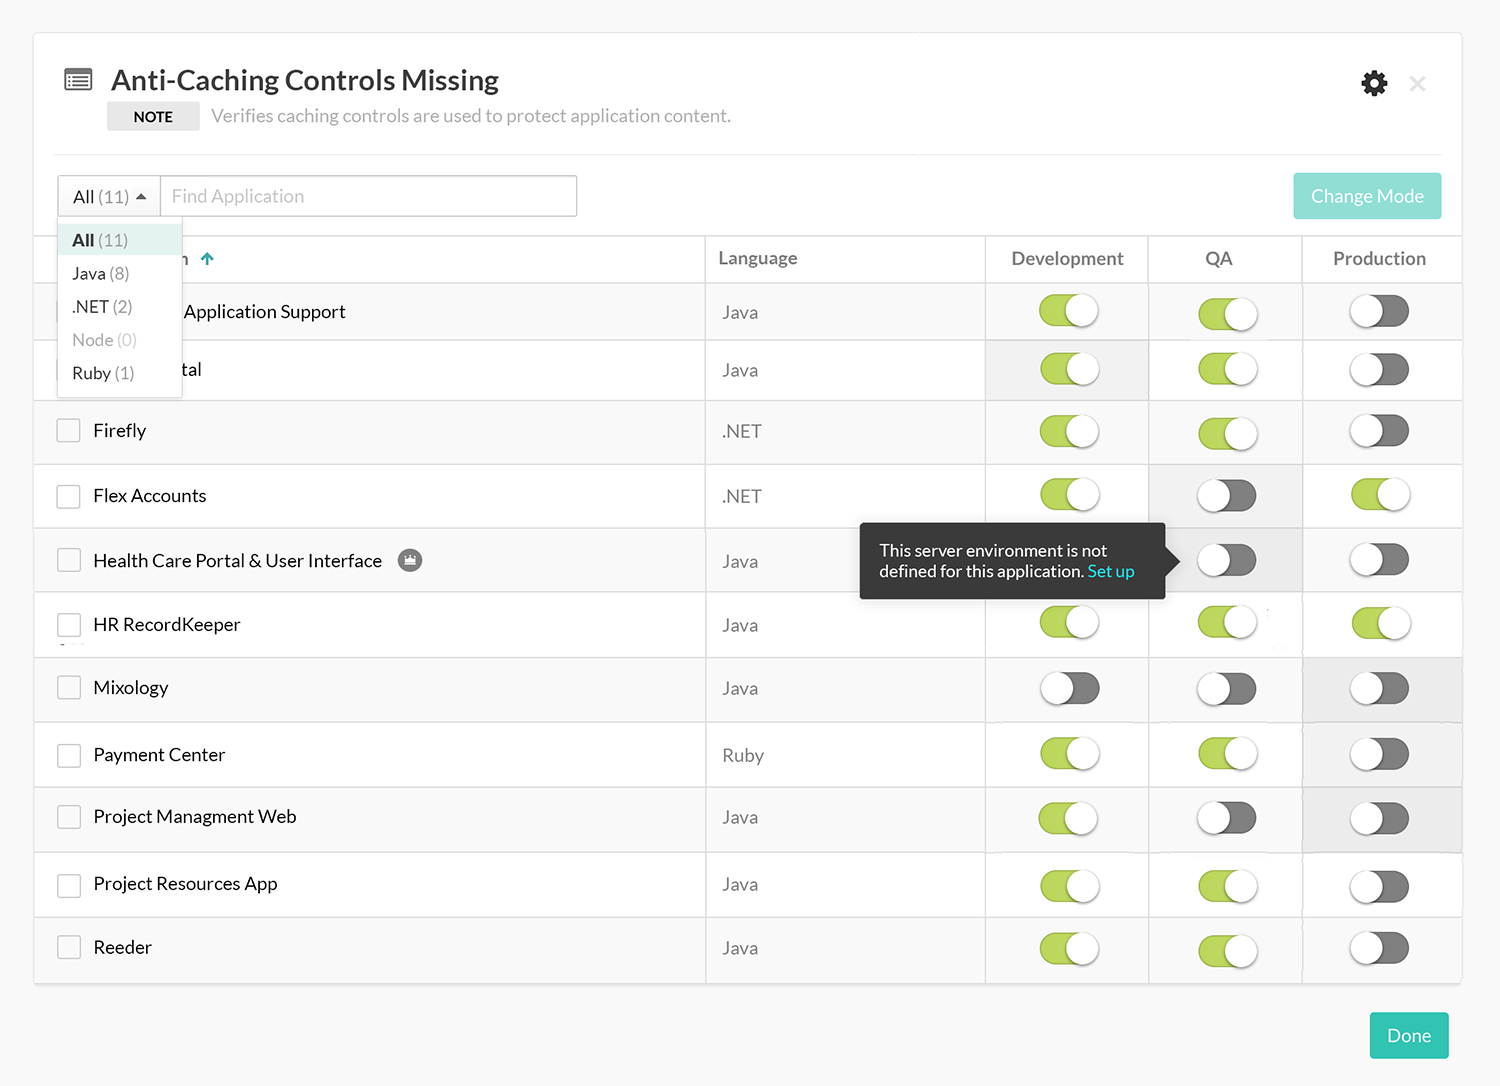 Anti-Caching Controls Missing
NOTE Verifies caching controls are used to protect application content.
All (11) Find Application Change Mode
All (11)
Java (8)
.NET (2)
Node (0)
Ruby (1)
Language Development QA Production
Application Support Java
Java
Firefly .NET
Flex Accounts .NET
Health Care Portal & User Interface Java
This server environment is not
defined for this application. Set up
HR RecordKeeper Java
Mixology Java
Payment Center Ruby
Project Managment Web Java
Project Resources App Java
Reeder Java
Done